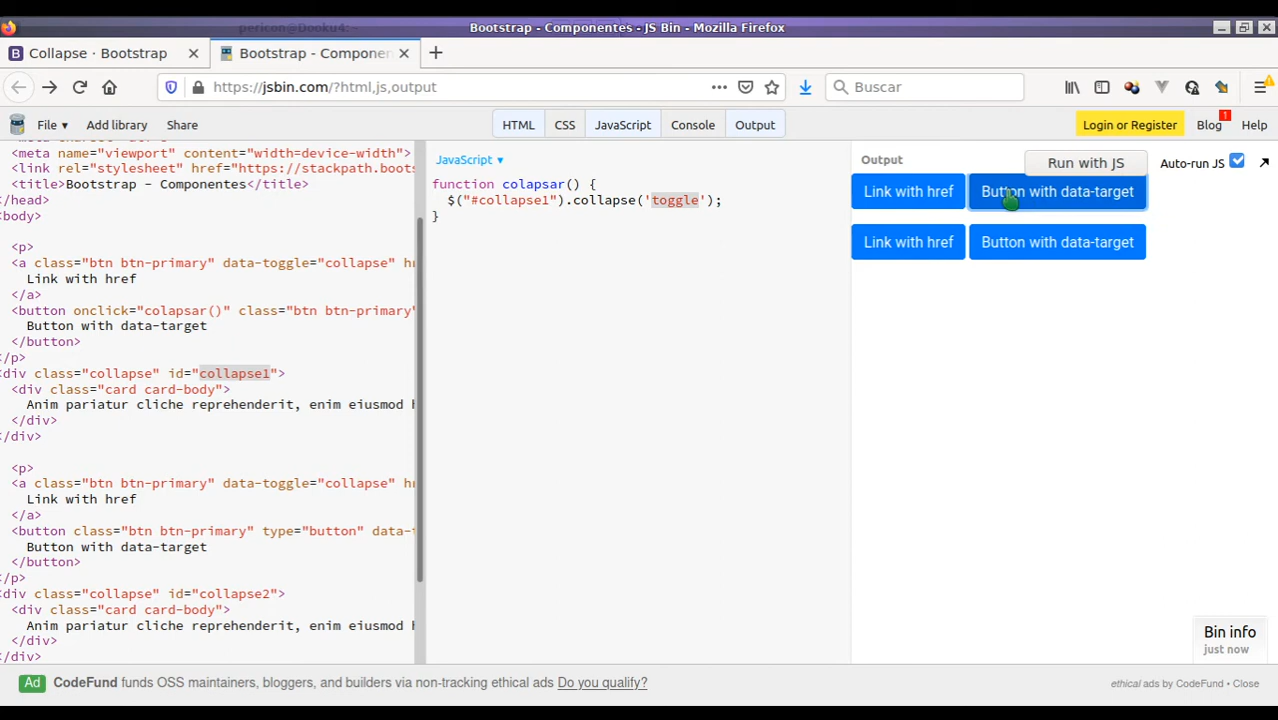 pericon@Dooku4:~
Bootstrap - Componentes - JS Bin - Mozilla Firefox
Collapse · Bootstrap
Bootstrap - Componen
https://jsbin.com/?html,js,output
Buscar
File
Add library
Share
HTML
CSS
JavaScript
Console
Output
Login or Register
Blog
1
Help
<meta name="viewport" content="width=device-width">
<link rel="stylesheet" href="https://stackpath.boots
<title>Bootstrap - Componentes</title>
</head>
<body>
<p>
<a class="btn btn-primary" data-toggle="collapse" h
Link with href
</a>
<button onclick="colapsar()" class="btn btn-primary"
Button with data-target
</button>
</p>
<div class="collapse" id="collapse1">
<div class="card card-body">
Anim pariatur cliche reprehenderit, enim eiusmod h
</div>
</div>
<p>
<a class="btn btn-primary" data-toggle="collapse" h
Link with href
</a>
<button class="btn btn-primary" type="button" data-
Button with data-target
</button>
</p>
<div class="collapse" id="collapse2">
<div class="card card-body">
Anim pariatur cliche reprehenderit, enim eiusmod h
</div>
</div>
JavaScript
function colapsar() {
$("#collapse1").collapse('toggle');
}
Output
Run with JS
Auto-run JS
Link with href
Button with data-target
Link with href
Button with data-target
Bin info
just now
Ad
CodeFund funds OSS maintainers, bloggers, and builders via non-tracking ethical ads Do you qualify?
ethical ads by CodeFund • Close